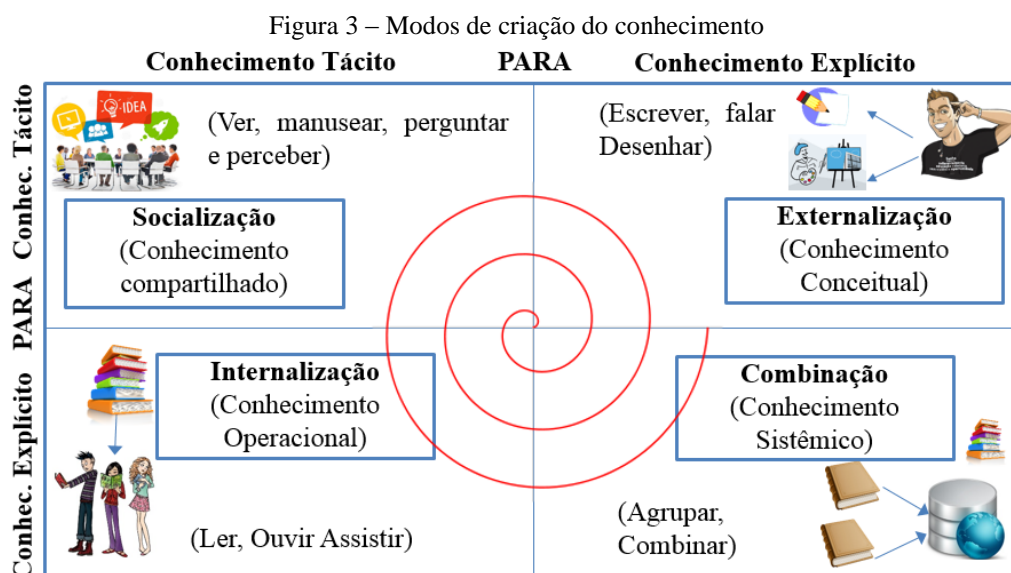 Figura 3 – Modos de criação do conhecimento
Conhecimento Tácito PARA Conhecimento Explícito
Conhec. Explícito PARA Conhec. Tácito
IDEA
(Ver, manusear, perguntar
e perceber)
Socialização
(Conhecimento
compartilhado)
(Escrever, falar
Desenhar)
Externalização
(Conhecimento
Conceitual)
Internalização
(Conhecimento
Operacional)
(Ler, Ouvir Assistir)
Combinação
(Conhecimento
Sistêmico)
(Agrupar,
Combinar)